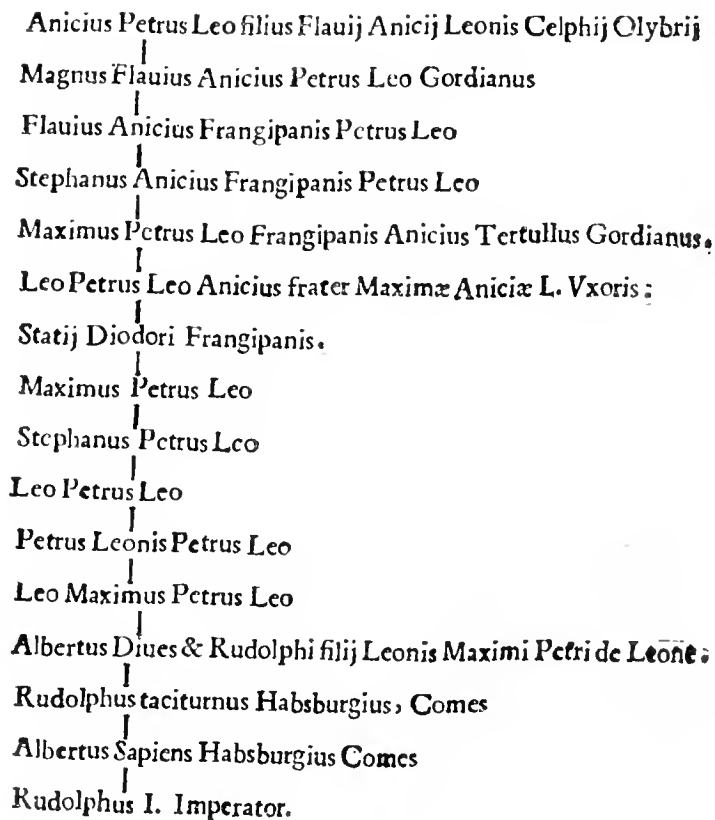 Anicius Petrus Leo filius Flauij Anicij Leonis Celphij Olybrij
Magnus Flauius Anicius Petrus Leo Gordianus
Flauius Anicius Frangipanis Petrus Leo
Stephanus Anicius Frangipanis Petrus Leo
Maximus Petrus Leo Frangipanis Anicius Tertullus Gordianus.
Leo Petrus Leo Anicius frater Maximæ Aniciæ L. Vxoris:
Statij Diodori Frangipanis.
Maximus Petrus Leo
Stephanus Petrus Leo
Leo Petrus Leo
Petrus Leonis Petrus Leo
Leo Maximus Petrus Leo
Albertus Diues & Rudolphi filij Leonis Maximi Petri de Leone.
Rudolphus taciturnus Habsburgius, Comes
Albertus Sapiens Habsburgius Comes
Rudolphus I. Imperator.